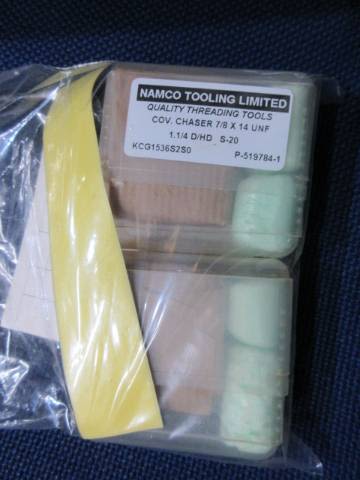 NAMCO TOOLING LIMITED
QUALITY THREADING TOOLS
COV. CHASER 7/8 X 14 UNF
1.1/4 D/HD S-20
KCG1536S2S0 P-519784-1